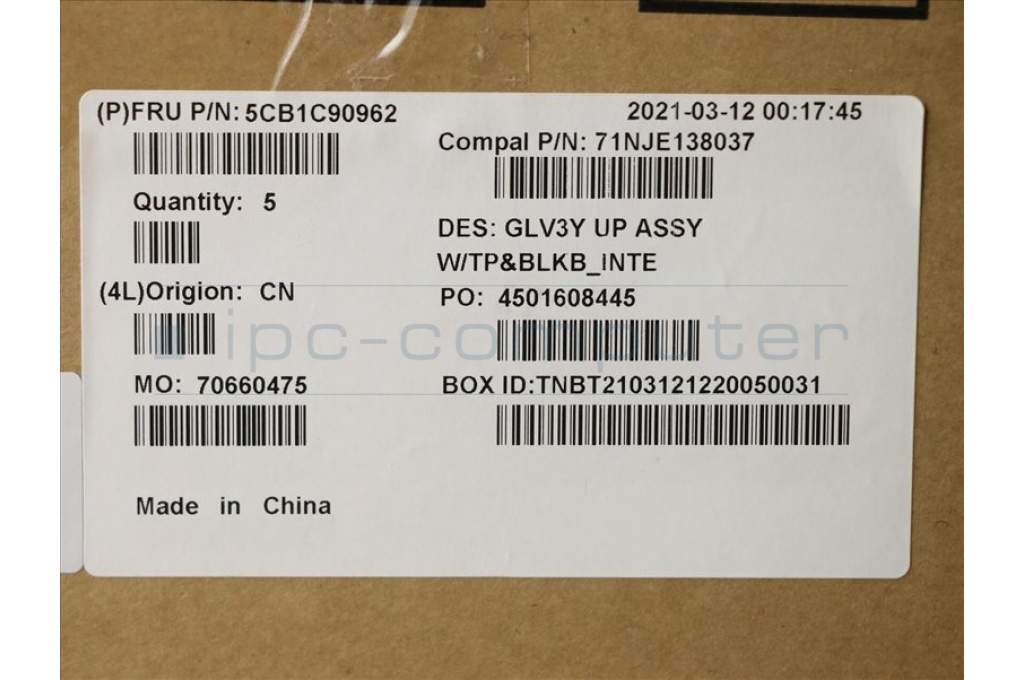 (P)FRU P/N: 5CB1C90962
2021-03-12 00:17:45
Compal P/N: 71NJE138037
Quantity: 5
DES: GLV3Y UP ASSY
W/TP&BLKB_INTE
(4L)Origion: CN
PO: 4501608445
ipc-computer
MO: 70660475
BOX ID:TNBT2103121220050031
Made in China